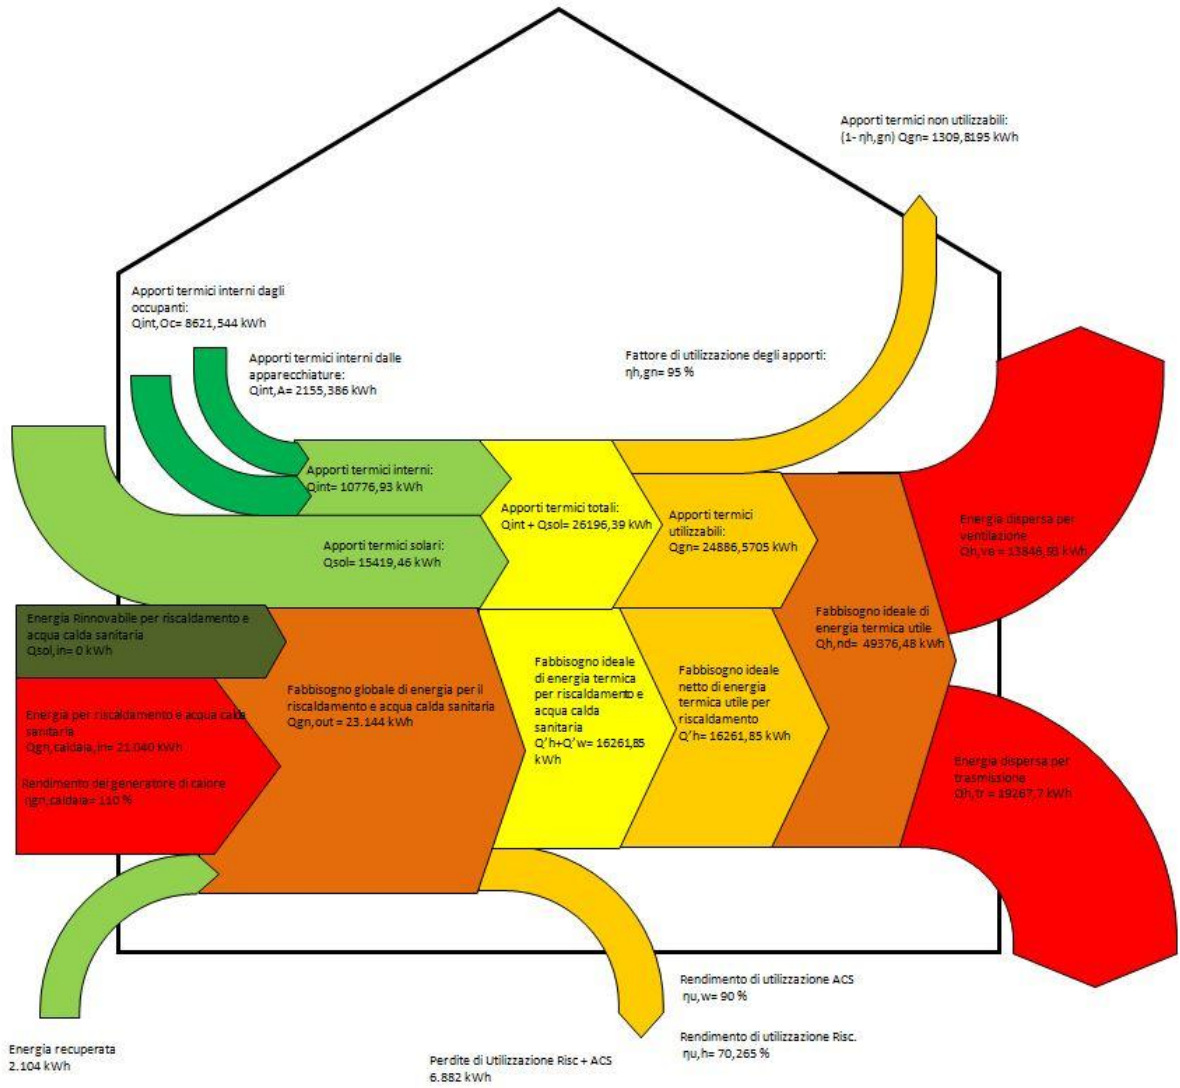 Apporti termici non utilizzabili:
(1- ηh,gn) Qgn= 1309,8195 kWh
Apporti termici interni dagli
occupanti:
Qint,Oc= 8621,544 kWh
Apporti termici interni dalle
apparecchiature:
Qint,A= 2155,386 kWh
Fattore di utilizzazione degli apporti:
ηh,gn= 95 %
Apporti termici interni:
Qint= 10776,93 kWh
Apporti termici totali:
Qint + Qsol= 26196,39 kWh
Apporti termici
utilizzabili:
Qgn= 24886,5705 kWh
Energia dispersa per
ventilazione
Qh,ve = 13846,93 kWh
Apporti termici solari:
Qsol= 15419,46 kWh
Energia Rinnovabile per riscaldamento e
acqua calda sanitaria
Qsol,in= 0 kWh
Fabbisogno ideale di
energia termica utile
Qh,nd= 49376,48 kWh
Fabbisogno globale di energia per il
riscaldamento e acqua calda sanitaria
Qgn,out = 23.144 kWh
Fabbisogno ideale
di energia termica
per riscaldamento e
acqua calda
sanitaria
Q'h+Q'w= 16261,85
kWh
Fabbisogno ideale
netto di energia
termica utile per
riscaldamento
Q'h= 16261,85 kWh
Energia per riscaldamento e acqua calda
sanitaria
Qgn,caldaia,in= 21.040 kWh
Rendimento del generatore di calore
ηgn,caldaia= 110 %
Energia dispersa per
trasmissione
Qh,tr = 19267,7 kWh
Rendimento di utilizzazione ACS
ηu,w= 90 %
Rendimento di utilizzazione Risc.
ηu,h= 70,265 %
Energia recuperata
2.104 kWh
Perdite di Utilizzazione Risc + ACS
6.882 kWh